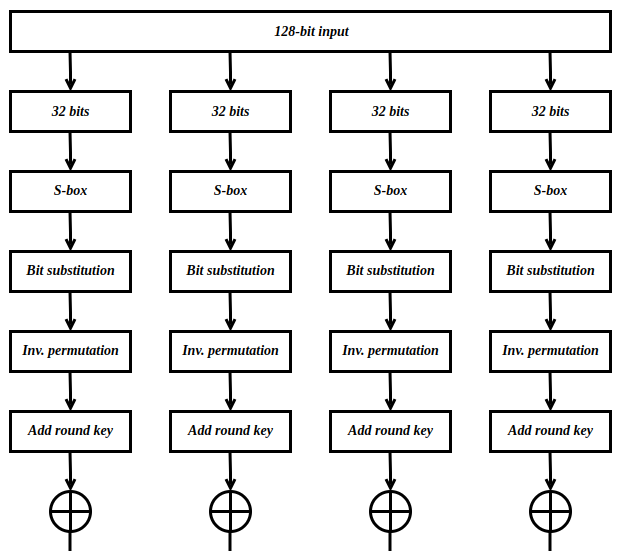 128-bit input
32 bits
32 bits
32 bits
32 bits
S-box
S-box
S-box
S-box
Bit substitution
Bit substitution
Bit substitution
Bit substitution
Inv. permutation
Inv. permutation
Inv. permutation
Inv. permutation
Add round key
Add round key
Add round key
Add round key